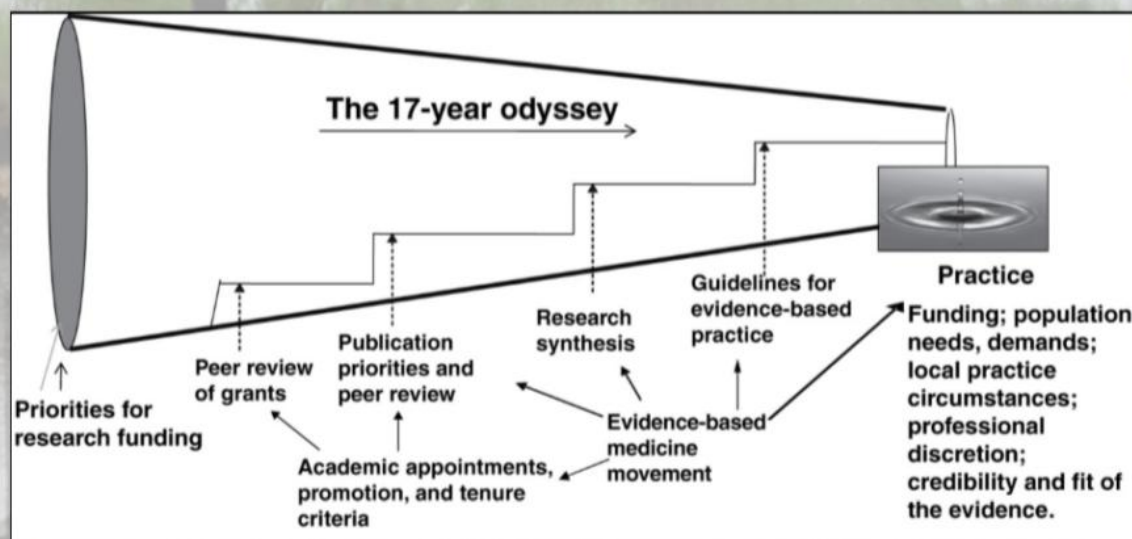 The 17-year odyssey
Priorities for
research funding
Peer review
of grants
Publication
priorities and
peer review
Research
synthesis
Guidelines for
evidence-based
practice
Academic appointments,
promotion, and tenure
criteria
Evidence-based
medicine
movement
Practice
Funding; population
needs, demands;
local practice
circumstances;
professional
discretion;
credibility and fit of
the evidence.